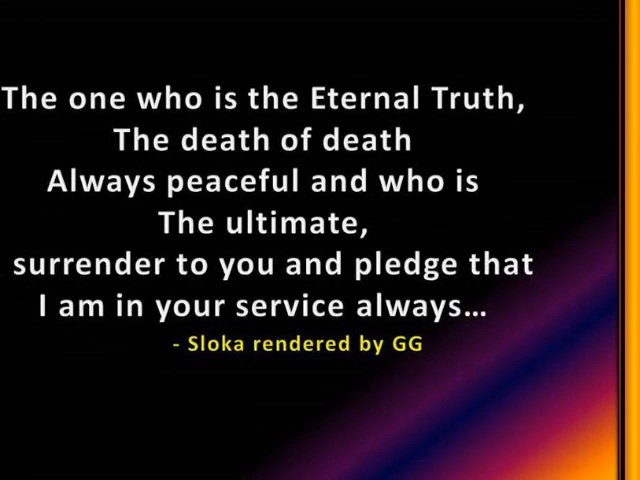 The one who is the Eternal Truth,
The death of death
Always peaceful and who is
The ultimate,
surrender to you and pledge that
I am in your service always…
- Sloka rendered by GG